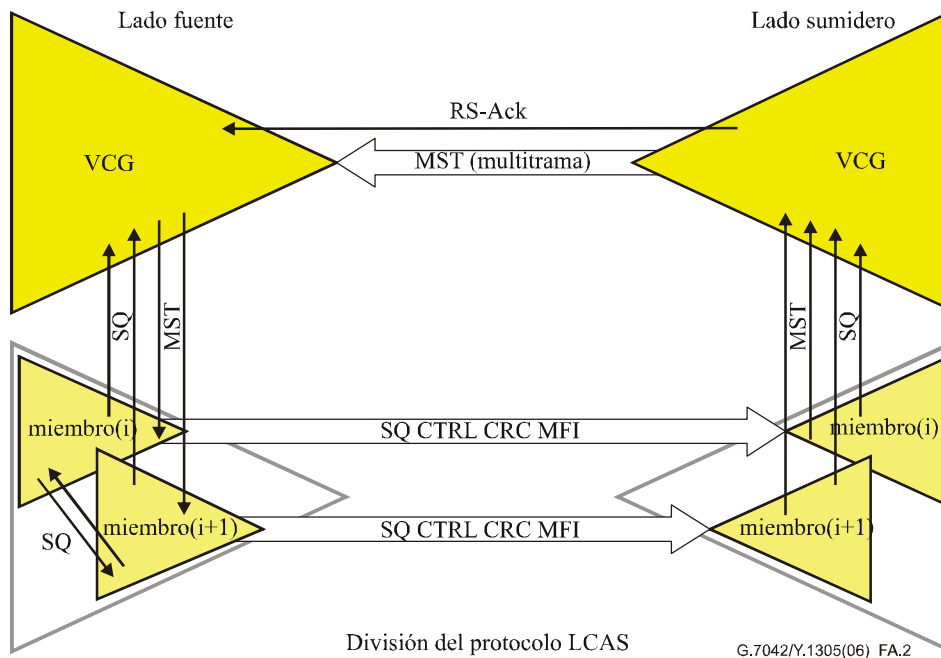 Lado fuente
Lado sumidero
RS-Ack
MST (multitrama)
VCG
VCG
SQ
MST
MST
SQ
miembro(i)
SQ CTRL CRC MFI
miembro(i)
miembro(i+1)
SQ CTRL CRC MFI
miembro(i+1)
SQ
División del protocolo LCAS
G.7042/Y.1305(06) FA.2